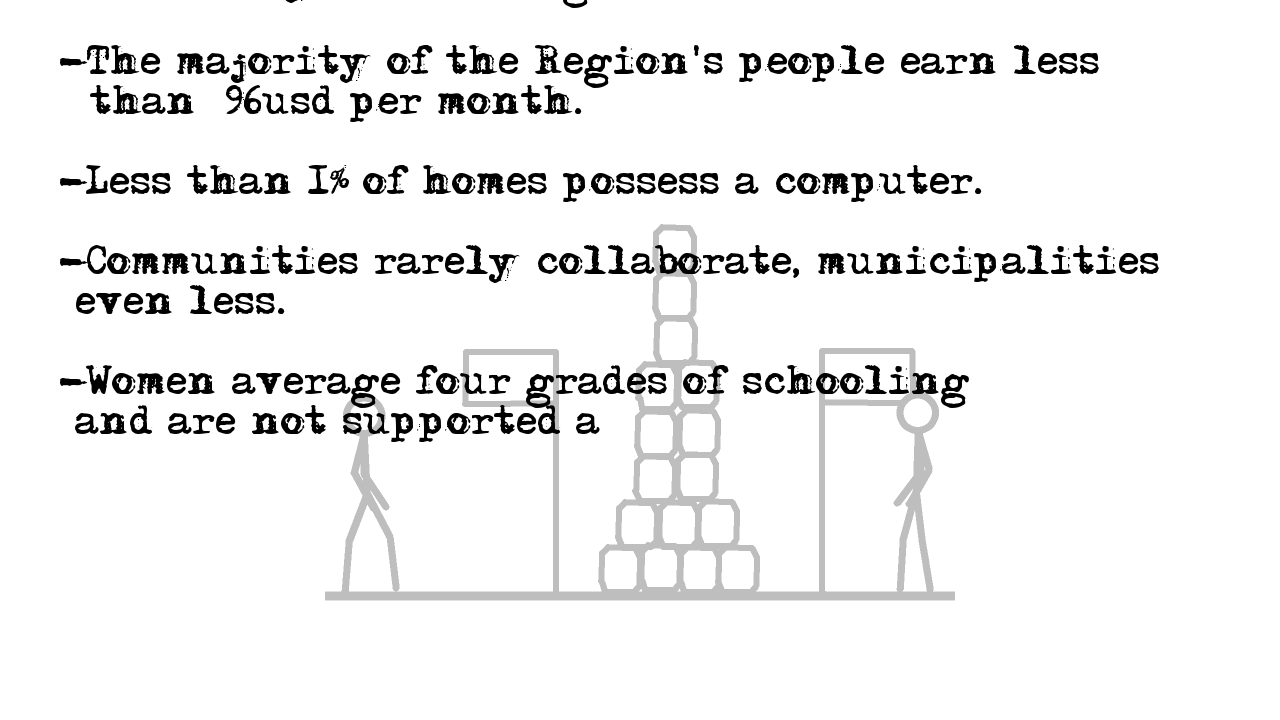 -The majority of the Region's people earn less
than 96usd per month.
-Less than 1% of homes possess a computer.
-Communities rarely collaborate, municipalities
even less.
-Women average four grades of schooling
and are not supported a